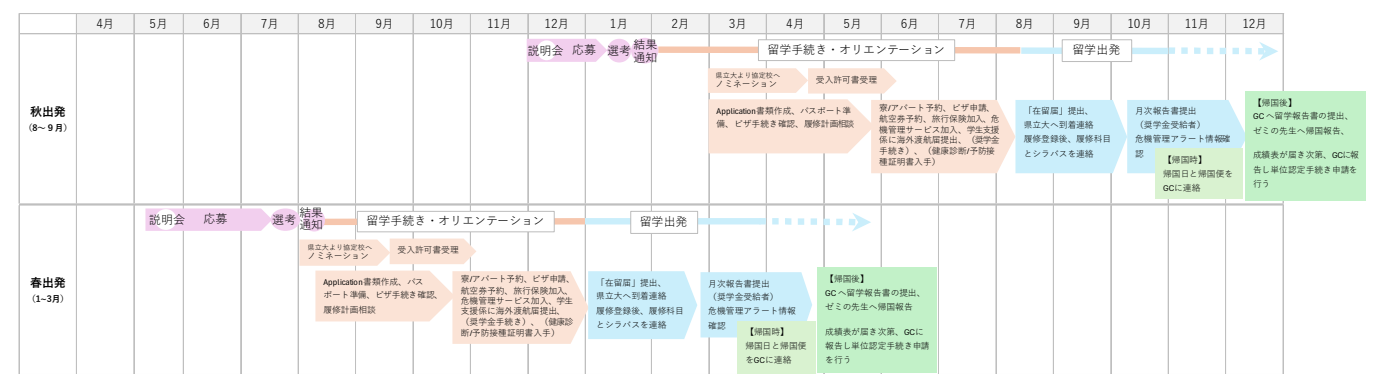 4月 5月 6月 7月 8月 9月 10月 11月 12月 1月 2月 3月 4月 5月 6月 7月 8月 9月 10月 11月 12月
秋出発
(8～9月)
説明会 応募 選考 結果
通知
留学手続き・オリエンテーション
留学出発
県立大より協定校へ
ノミネーション
受入許可書受理
Application書類作成、パスポート準
備、ビザ手続き確認、履修計画相談
寮/アパート予約、ビザ申請、
航空券予約、旅行保険加入、危
機管理サービス加入、学生支援
係に海外渡航届提出、（奨学金
手続き）、（健康診断/予防接
種証明書入手）
「在留届」提出、
県立大へ到着連絡
履修登録後、履修科目
とシラバスを連絡
月次報告書提出
（奨学金受給者）
危機管理アラート情報確
認
【帰国時】
帰国日と帰国便を
GCに連絡
【帰国後】
GCへ留学報告書の提出、
ゼミの先生へ帰国報告、
成績表が届き次第、GCに報
告し単位認定手続き申請を
行う
春出発
(1~3月)
説明会 応募 選考 結果
通知
留学手続き・オリエンテーション
留学出発
県立大より協定校へ
ノミネーション
受入許可書受理
Application書類作成、パス
ポート準備、ビザ手続き確認、
履修計画相談
寮/アパート予約、ビザ申請、
航空券予約、旅行保険加入、
危機管理サービス加入、学生
支援係に海外渡航届提出、
（奨学金手続き）、（健康診
断/予防接種証明書入手）
「在留届」提出、
県立大へ到着連絡
履修登録後、履修科目
とシラバスを連絡
月次報告書提出
（奨学金受給者）
危機管理アラート情報
確認
【帰国時】
帰国日と帰国便
をGCに連絡
【帰国後】
GCへ留学報告書の提出、
ゼミの先生へ帰国報告
成績表が届き次第、GCに
報告し単位認定手続き申請
を行う